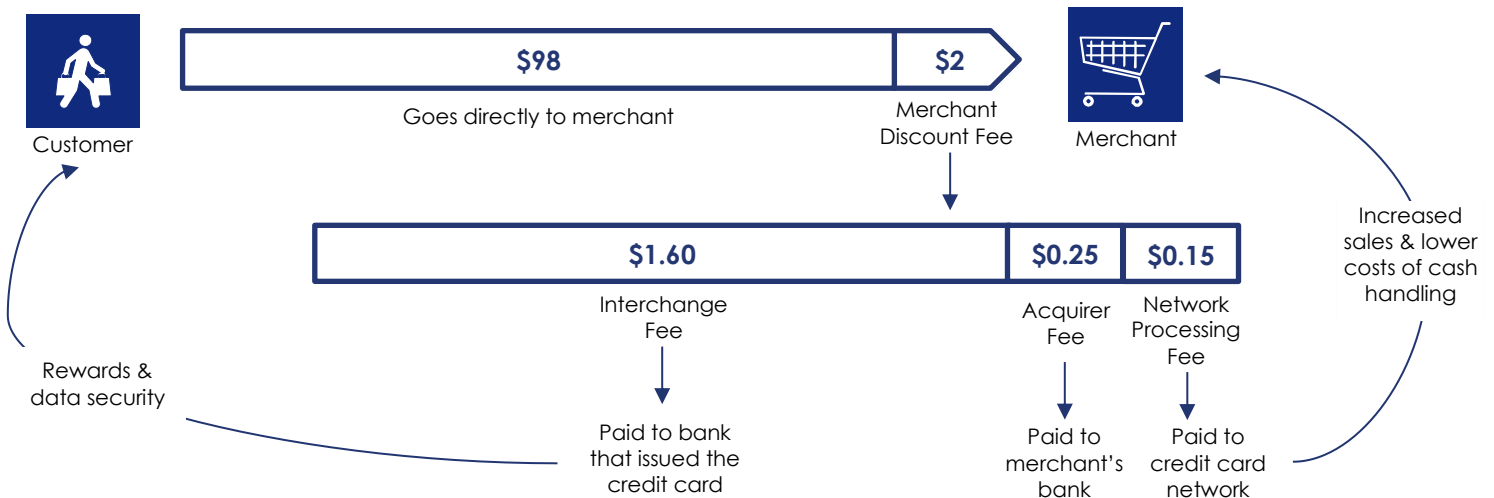 $98
$2
Customer
Goes directly to merchant
Merchant
Discount Fee
Merchant
$1.60
$0.25
$0.15
Interchange
Fee
Acquirer
Fee
Network
Processing
Fee
Increased
sales & lower
costs of cash
handling
Rewards &
data security
Paid to bank
that issued the
credit card
Paid to
merchant's
bank
Paid to
credit card
network